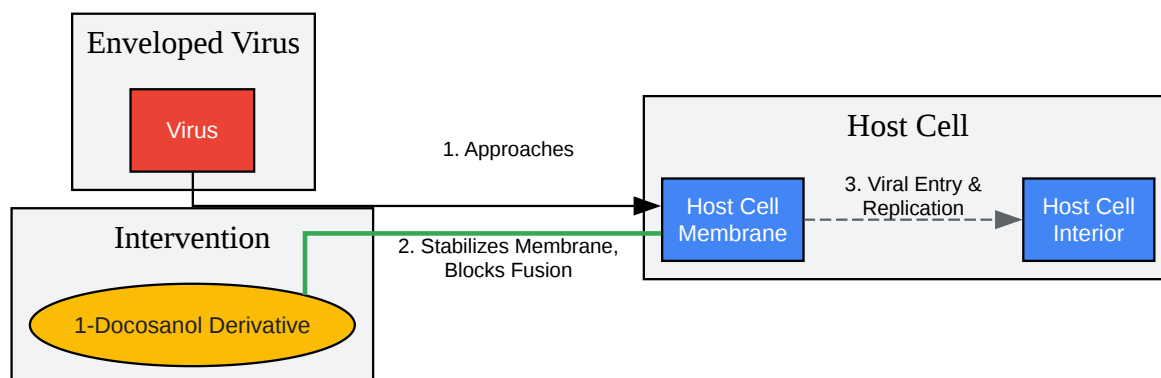 Enveloped Virus
Virus
1. Approaches
Host Cell
3. Viral Entry &
Replication
Host Cell
Membrane
Host Cell
Interior
Intervention
2. Stabilizes Membrane,
Blocks Fusion
1-Docosanol Derivative